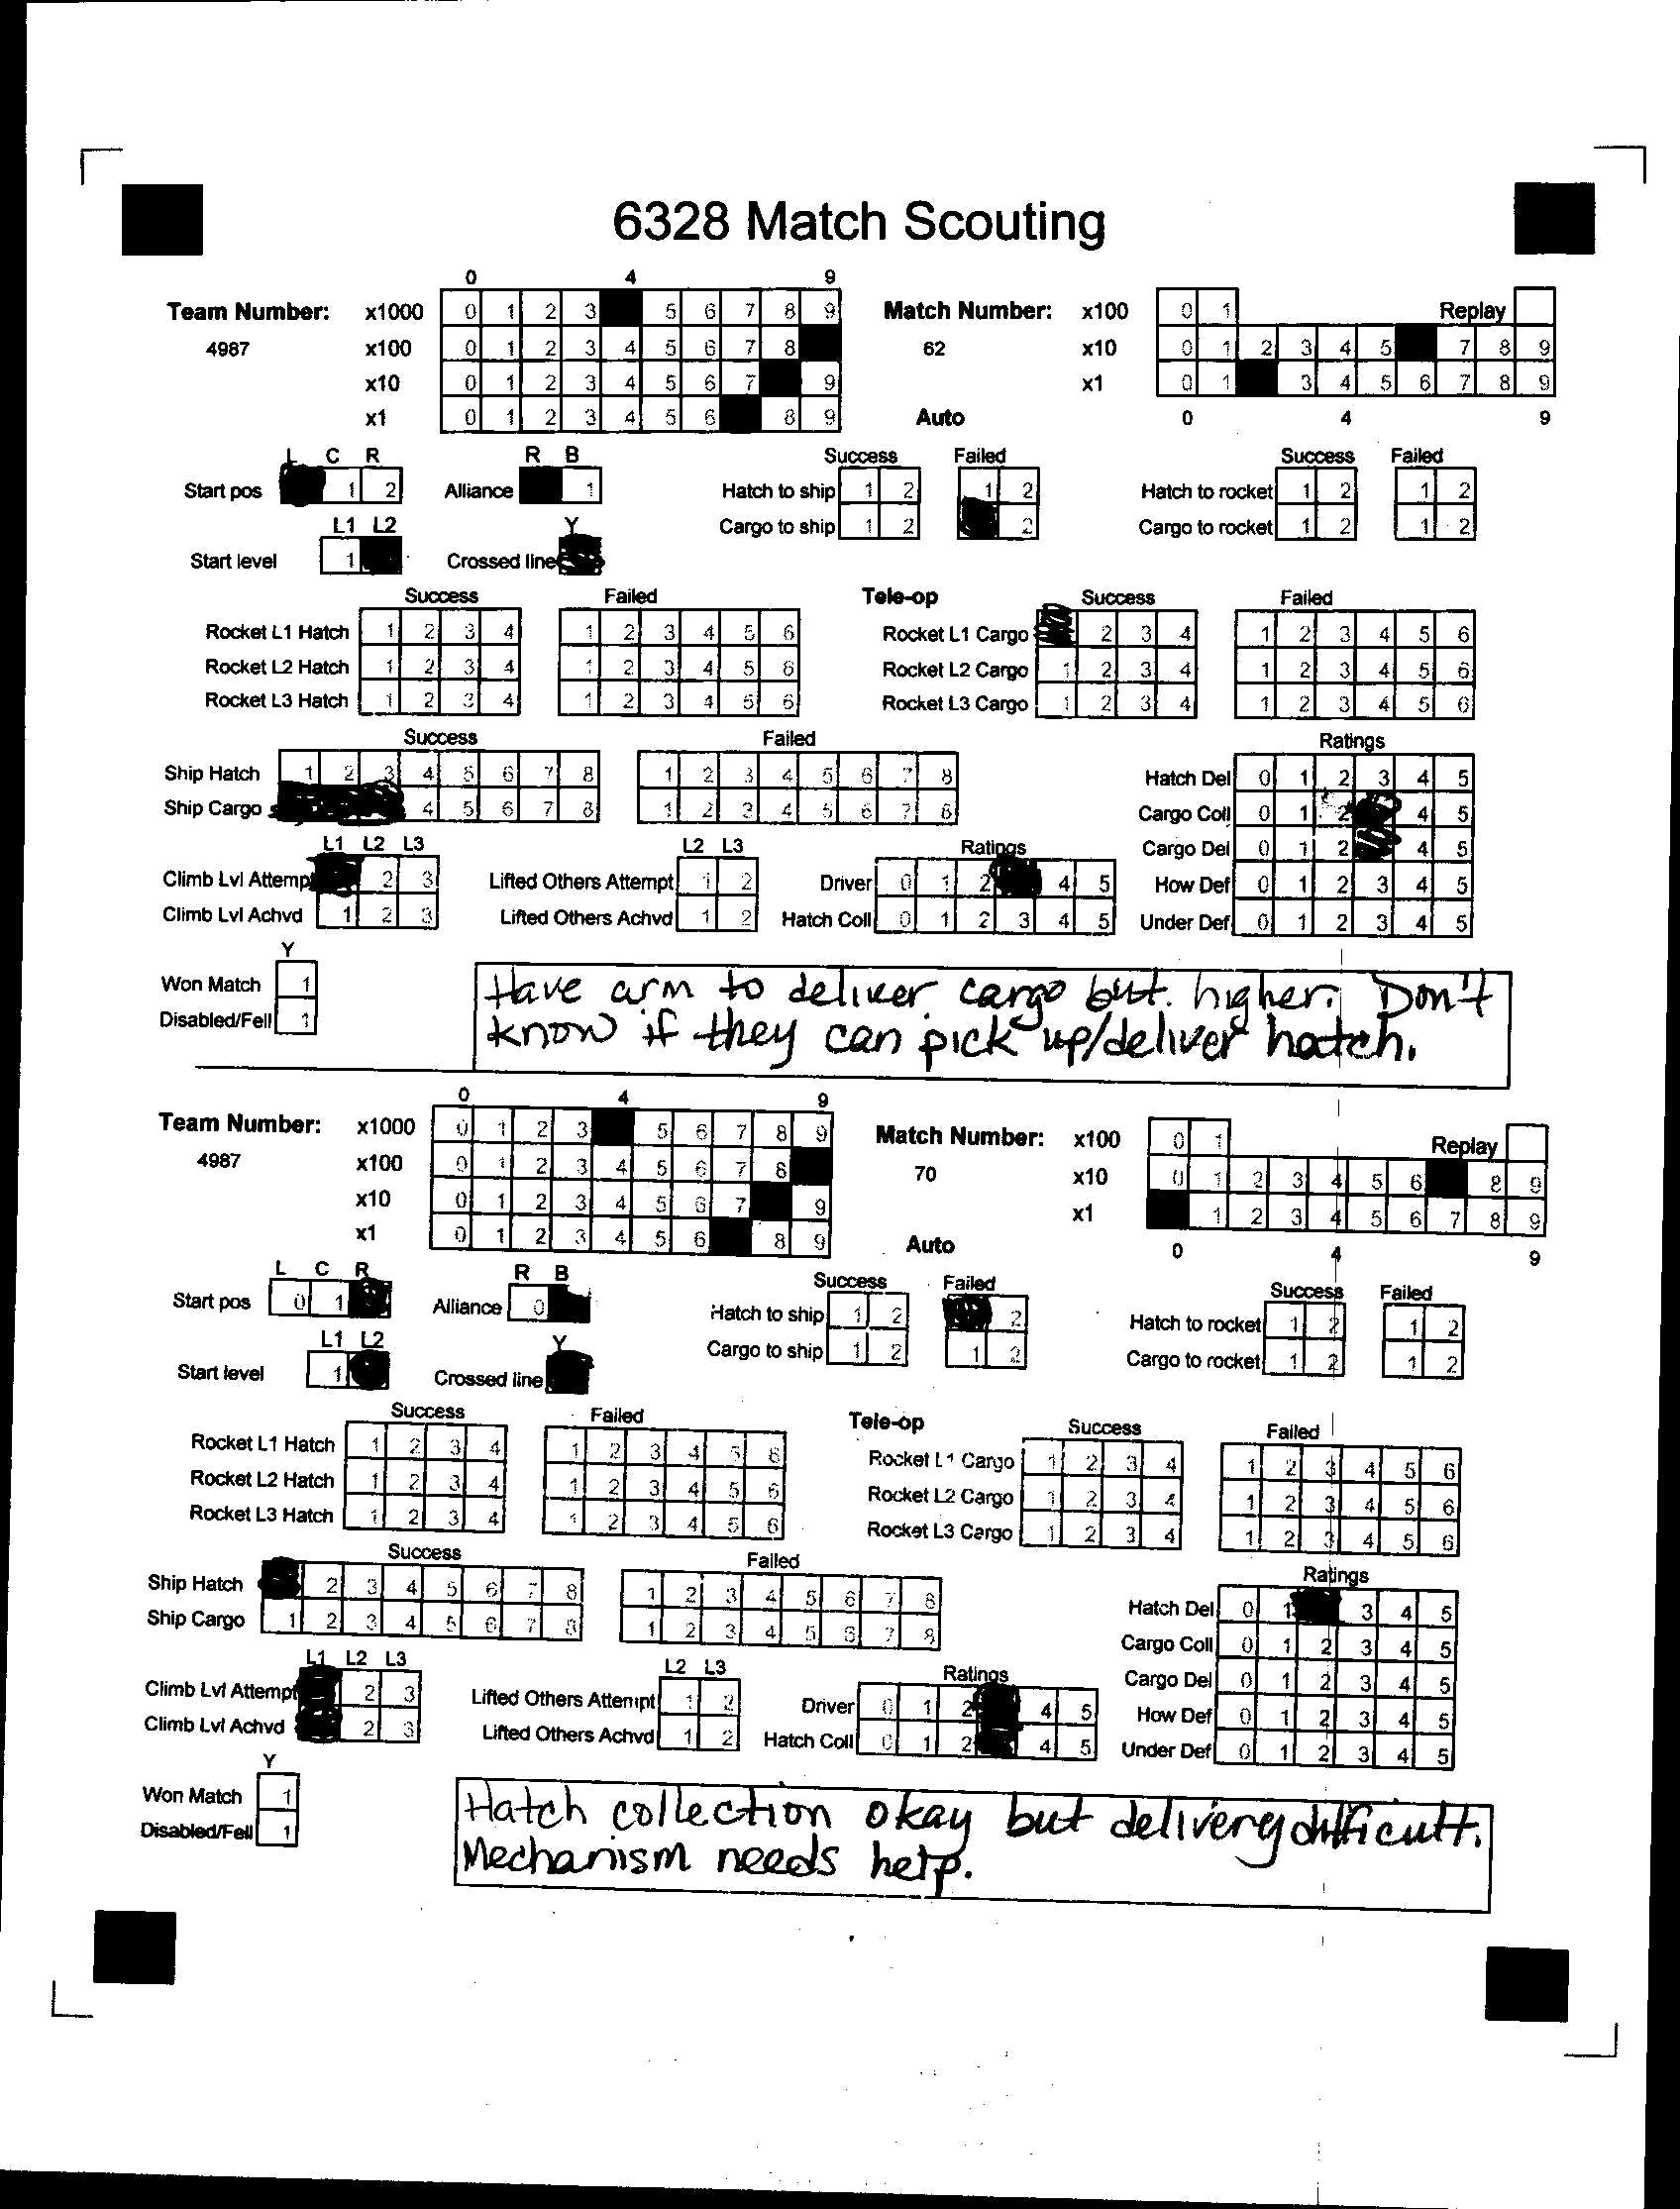 6328 Match Scouting
0 4 9
Team Number: x1000 0 1 2 3 5 6 7 8 9 Match Number: x100 0 1 Replay
4987 x100 0 1 2 3 4 5 6 7 8 62 x10 0 1 2 3 4 5 7 8 9
x10 0 1 2 3 4 5 6 7 9 x1 0 1 3 4 5 6 7 8 9
x1 0 1 2 3 4 5 6 8 9 Auto 0 4 9
L C R R B Success Failed Success Failed
Start pos 1 2 Alliance 1 Hatch to ship 1 2 1 2 Hatch to rocket 1 2 1 2
L1 L2 Y Cargo to ship 1 2 2 Cargo to rocket 1 2 1 2
Start level 1 Crossed line
Success Failed Tele-op Success Failed
Rocket L1 Hatch 1 2 3 4 1 2 3 4 5 6 Rocket L1 Cargo 2 3 4 1 2 3 4 5 6
Rocket L2 Hatch 1 2 3 4 1 2 3 4 5 6 Rocket L2 Cargo 1 2 3 4 1 2 3 4 5 6
Rocket L3 Hatch 1 2 3 4 1 2 3 4 5 6 Rocket L3 Cargo 1 2 3 4 1 2 3 4 5 6
Success Failed Ratings
Ship Hatch 1 2 3 4 5 6 7 8 1 2 3 4 5 6 7 8 Hatch Del 0 1 2 3 4 5
Ship Cargo 4 5 6 7 8 1 2 3 4 5 6 7 8 Cargo Coll 0 1 2 4 5
L1 L2 L3 L2 L3 Ratings Cargo Del 0 1 2 4 5
Climb Lvl Attempt 2 3 Lifted Others Attempt 1 2 Driver 0 1 2 4 5 How Def 0 1 2 3 4 5
Climb Lvl Achvd 1 2 3 Lifted Others Achvd 1 2 Hatch Coll 0 1 2 3 4 5 Under Def 0 1 2 3 4 5
Y
Won Match 1
Disabled/Fell 1
Have arm to deliver cargo but higher. Don't
know if they can pick up/deliver hatch.
0 4 9
Team Number: x1000 0 1 2 3 5 6 7 8 9 Match Number: x100 0 1 Replay
4987 x100 0 1 2 3 4 5 6 7 8 70 x10 0 1 2 3 4 5 6 8 9
x10 0 1 2 3 4 5 6 7 9 x1 1 2 3 4 5 6 7 8 9
x1 0 1 2 3 4 5 6 8 9 Auto 0 4 9
L C R R B Success Failed Success Failed
Start pos 0 1 Alliance 0 Hatch to ship 1 2 2 Hatch to rocket 1 2 1 2
L1 L2 Y Cargo to ship 1 2 1 2 Cargo to rocket 1 2 1 2
Start level 1 Crossed line
Success Failed Tele-op Success Failed
Rocket L1 Hatch 1 2 3 4 1 2 3 4 5 6 Rocket L1 Cargo 1 2 3 4 1 2 3 4 5 6
Rocket L2 Hatch 1 2 3 4 1 2 3 4 5 6 Rocket L2 Cargo 1 2 3 4 1 2 3 4 5 6
Rocket L3 Hatch 1 2 3 4 1 2 3 4 5 6 Rocket L3 Cargo 1 2 3 4 1 2 3 4 5 6
Success Failed Ratings
Ship Hatch 2 3 4 5 6 7 8 1 2 3 4 5 6 7 8 Hatch Del 0 1 3 4 5
Ship Cargo 1 2 3 4 5 6 7 8 1 2 3 4 5 6 7 8 Cargo Coll 0 1 2 3 4 5
L1 L2 L3 L2 L3 Ratings Cargo Del 0 1 2 3 4 5
Climb Lvl Attempt 2 3 Lifted Others Attempt 1 2 Driver 0 1 2 4 5 How Def 0 1 2 3 4 5
Climb Lvl Achvd 2 3 Lifted Others Achvd 1 2 Hatch Coll 0 1 2 4 5 Under Def 0 1 2 3 4 5
Y
Won Match 1
Disabled/Fell 1
Hatch collection okay but delivery difficult.
Mechanism needs help.